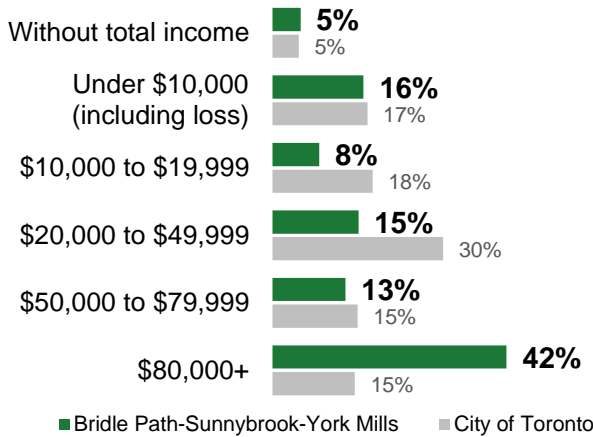 Without total income
5%
5%
Under $10,000
(including loss)
16%
17%
$10,000 to $19,999
8%
18%
$20,000 to $49,999
15%
30%
$50,000 to $79,999
13%
15%
$80,000+
42%
15%
Bridle Path-Sunnybrook-York Mills
City of Toronto